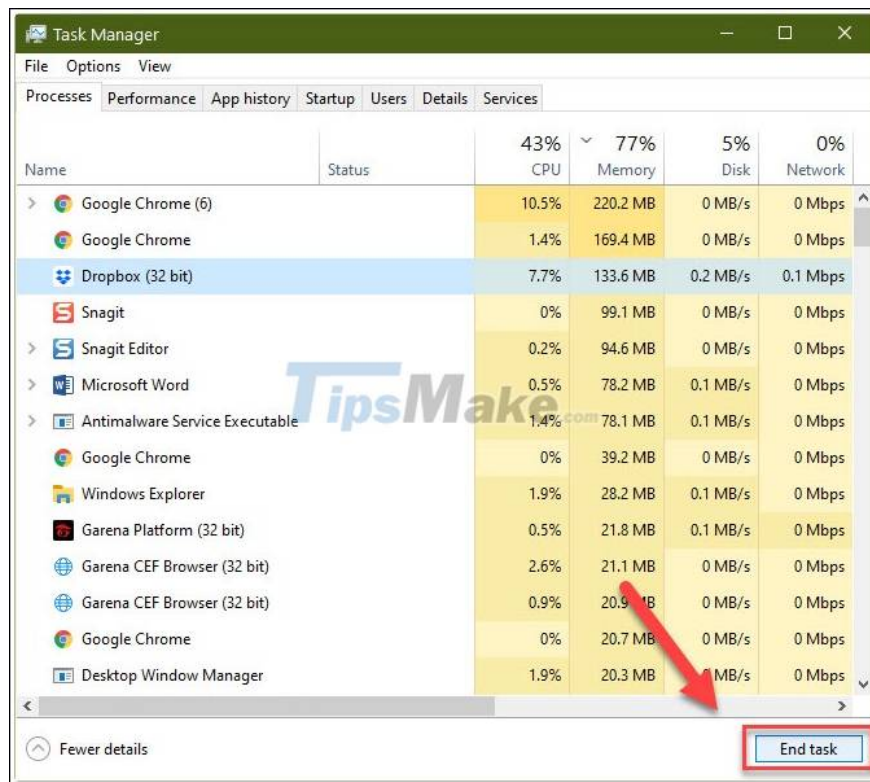 Task Manager
File Options View
Processes Performance App history Startup Users Details Services
43% 77% 5% 0%
Name Status CPU Memory Disk Network
Google Chrome (6) 10.5% 220.2 MB 0 MB/s 0 Mbps
Google Chrome 1.4% 169.4 MB 0 MB/s 0 Mbps
Dropbox (32 bit) 7.7% 133.6 MB 0.2 MB/s 0.1 Mbps
Snagit 0% 99.1 MB 0 MB/s 0 Mbps
Snagit Editor 0.2% 94.6 MB 0 MB/s 0 Mbps
Microsoft Word 0.5% 78.2 MB 0.1 MB/s 0 Mbps
TipsMake.com
Antimalware Service Executable 1.4% 78.1 MB 0.1 MB/s 0 Mbps
Google Chrome 0% 39.2 MB 0 MB/s 0 Mbps
Windows Explorer 1.9% 28.2 MB 0.1 MB/s 0 Mbps
Garena Platform (32 bit) 0.5% 21.8 MB 0.1 MB/s 0 Mbps
Garena CEF Browser (32 bit) 2.6% 21.1 MB 0 MB/s 0 Mbps
Garena CEF Browser (32 bit) 0.9% 20.9 MB 0 MB/s 0 Mbps
Google Chrome 0% 20.7 MB 0 MB/s 0 Mbps
Desktop Window Manager 1.9% 20.3 MB MB/s 0 Mbps
Fewer details End task